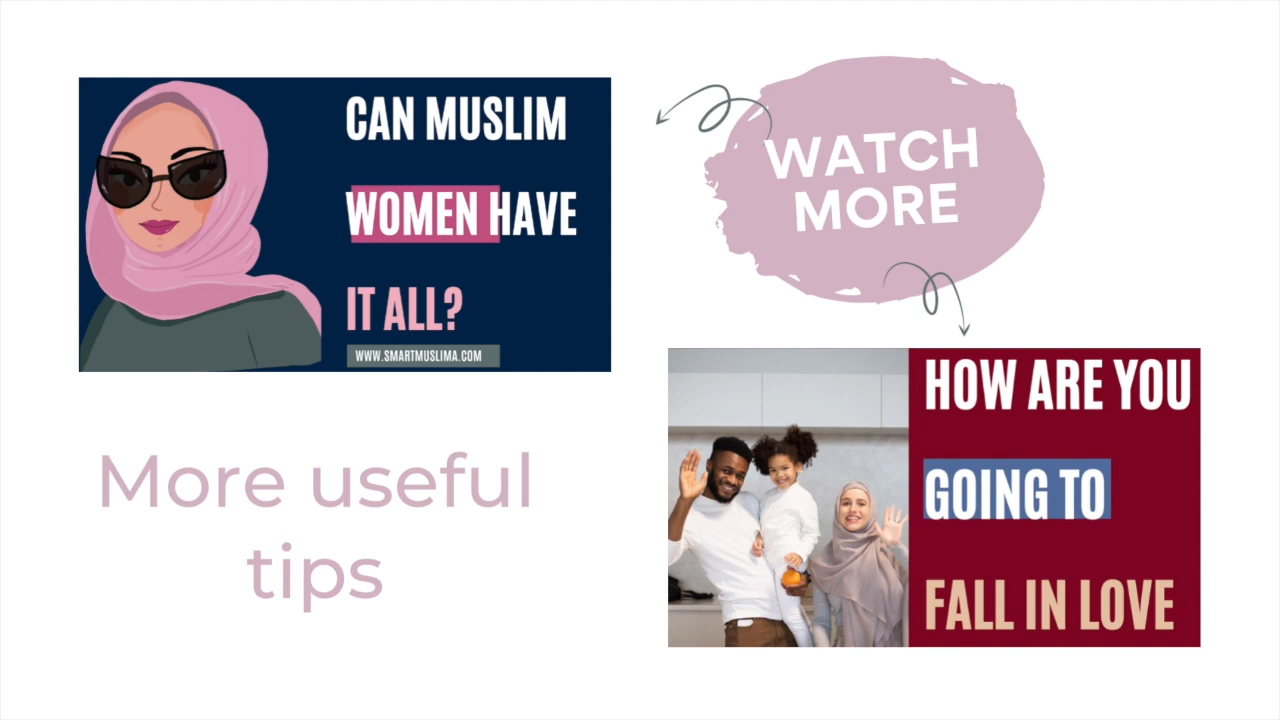 CAN MUSLIM
WOMEN HAVE
IT ALL?
WWW.SMARTMUSLIMA.COM
WATCH
MORE
More useful
tips
HOW ARE YOU
GOING TO
FALL IN LOVE